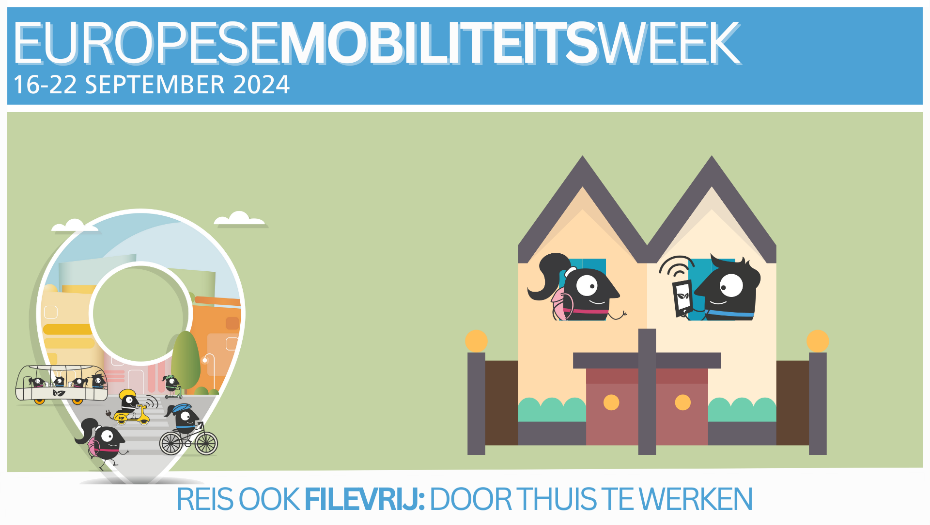 EUROPESEMOBILITEITSWEEK
16-22 SEPTEMBER 2024
REIS OOK FILEVRIJ: DOOR THUIS TE WERKEN